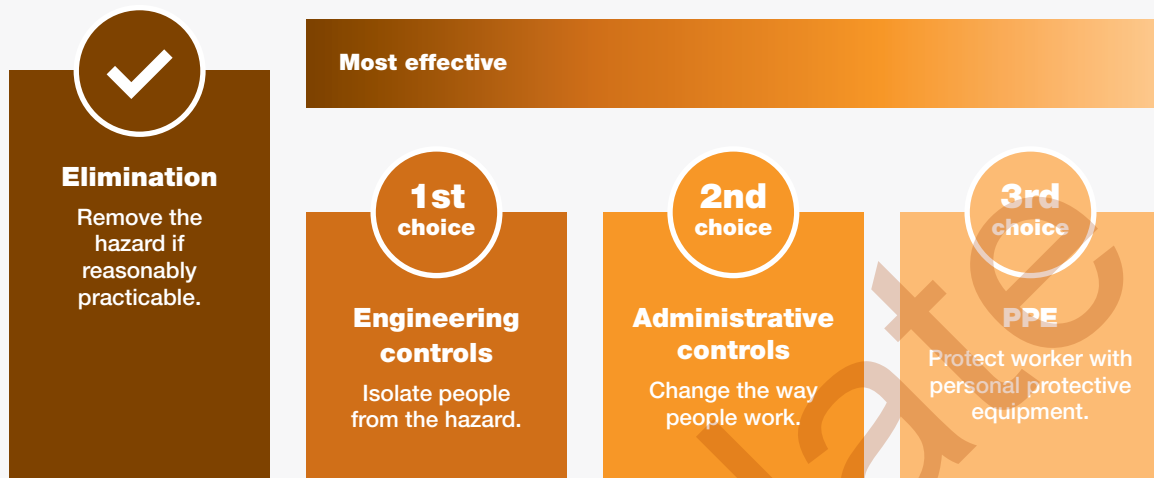 Most effective
Elimination
Remove the
hazard if
reasonably
practicable.
1st
choice
Engineering
controls
Isolate people
from the hazard.
2nd
choice
Administrative
controls
Change the way
people work.
3rd
choice
PPE
Protect worker with
personal protective
equipment.